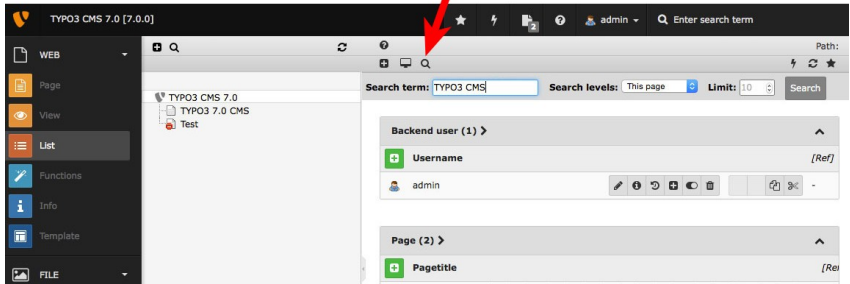 TYPO3 CMS 7.0 [7.0.0]
2
admin
Enter search term
WEB
Page
View
List
Functions
Info
Template
FILE
TYPO3 CMS 7.0
TYPO3 7.0 CMS
Test
Path:
Search term: TYPO3 CMS Search levels: This page Limit: 10 Search
Backend user (1)
Username [Ref]
admin -
Page (2)
Pagetitle